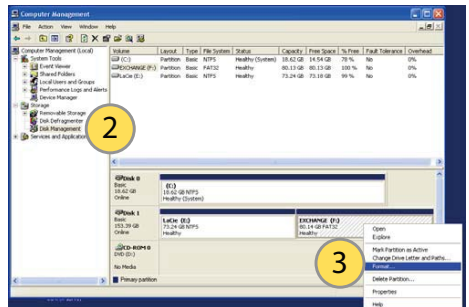 Computer Management
File Action View Window Help
Computer Management (Local)
System Tools
Event Viewer
Shared Folders
Local Users and Groups
Performance Logs and Alerts
Device Manager
Storage
Removable Storage
Disk Defragmenter
Disk Management
Services and Application
Volume Layout Type File System Status Capacity Free Space % Free Fault Tolerance Overhead
(C:) Partition Basic NTFS Healthy (System) 18.62 GB 14.54 GB 78 % No 0%
EXCHANGE (F:) Partition Basic FAT32 Healthy 80.13 GB 80.13 GB 100 % No 0%
LaCie (E:) Partition Basic NTFS Healthy 73.24 GB 73.10 GB 99 % No 0%
2
Disk 0
Basic
18.62 GB
Online
(C:)
18.62 GB NTFS
Healthy (System)
Disk 1
Basic
153.39 GB
Online
LaCie (E:)
73.24 GB NTFS
Healthy
EXCHANGE (F:)
80.14 GB FAT32
Healthy
CD-ROM 0
DVD (D:)
No Media
Primary partition
3
Open
Explore
Mark Partition as Active
Change Drive Letter and Paths...
Format...
Delete Partition...
Properties
Help